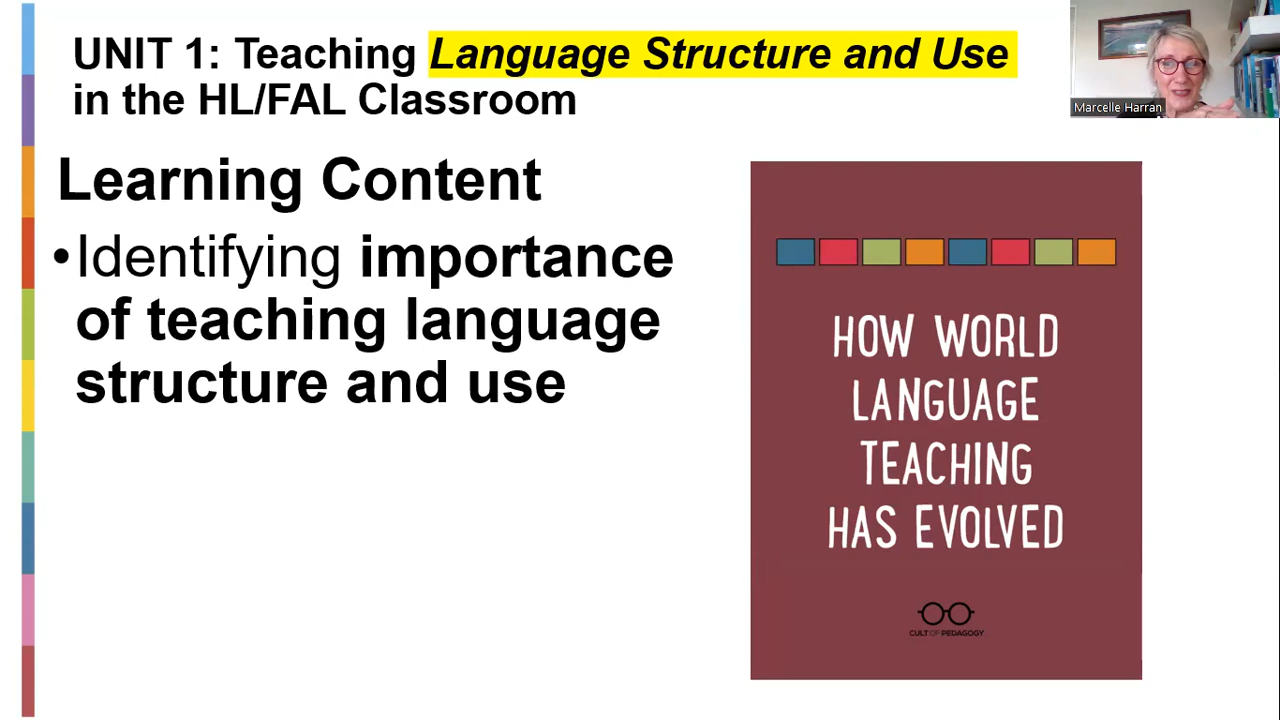 UNIT 1: Teaching Language Structure and Use
in the HL/FAL Classroom
Marcelle Harran
Learning Content
•Identifying importance
of teaching language
structure and use
HOW WORLD
LANGUAGE
TEACHING
HAS EVOLVED
CULT OF PEDAGOGY